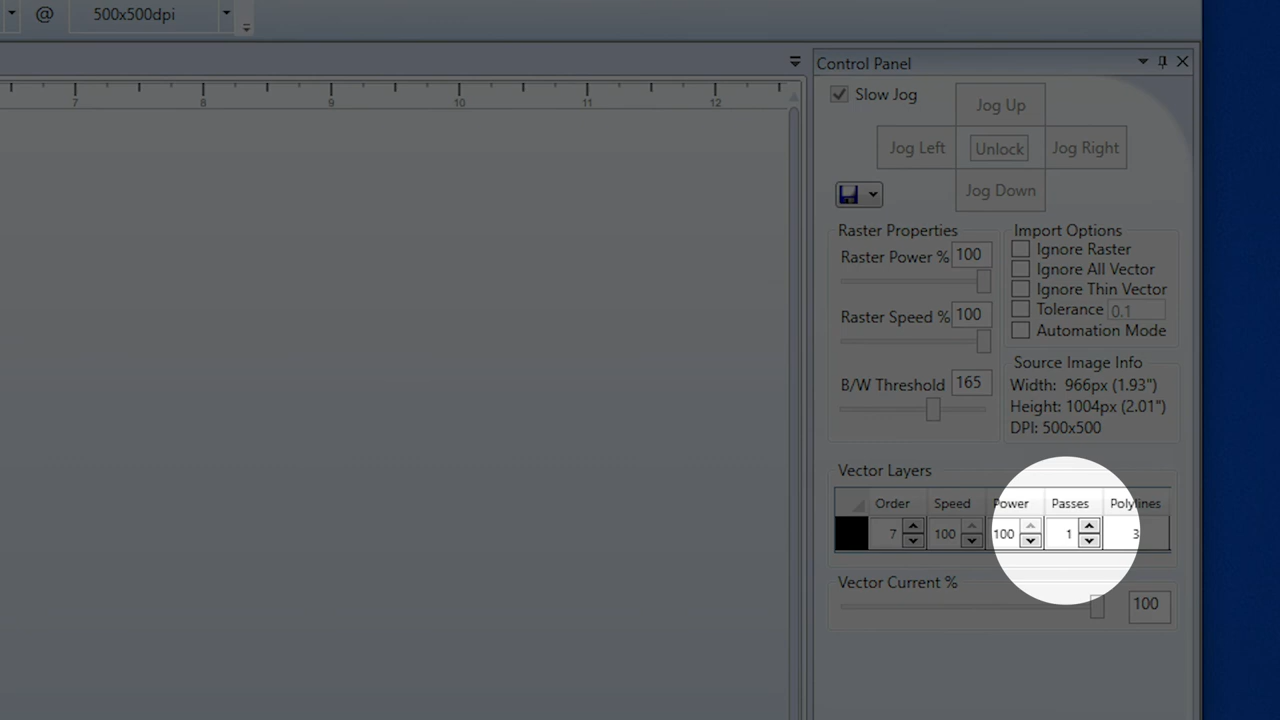 @ 500x500dpi
Control Panel
7 8 9 10 11 12
Slow Jog
Jog Up
Jog Left Unlock Jog Right
Jog Down
Raster Properties
Raster Power % 100
Raster Speed % 100
B/W Threshold 165
Import Options
Ignore Raster
Ignore All Vector
Ignore Thin Vector
Tolerance 0.1
Automation Mode
Source Image Info
Width: 966px (1.93")
Height: 1004px (2.01")
DPI: 500x500
Vector Layers
Order Speed Power Passes Polylines
7 100 100 1 3
Vector Current %
100